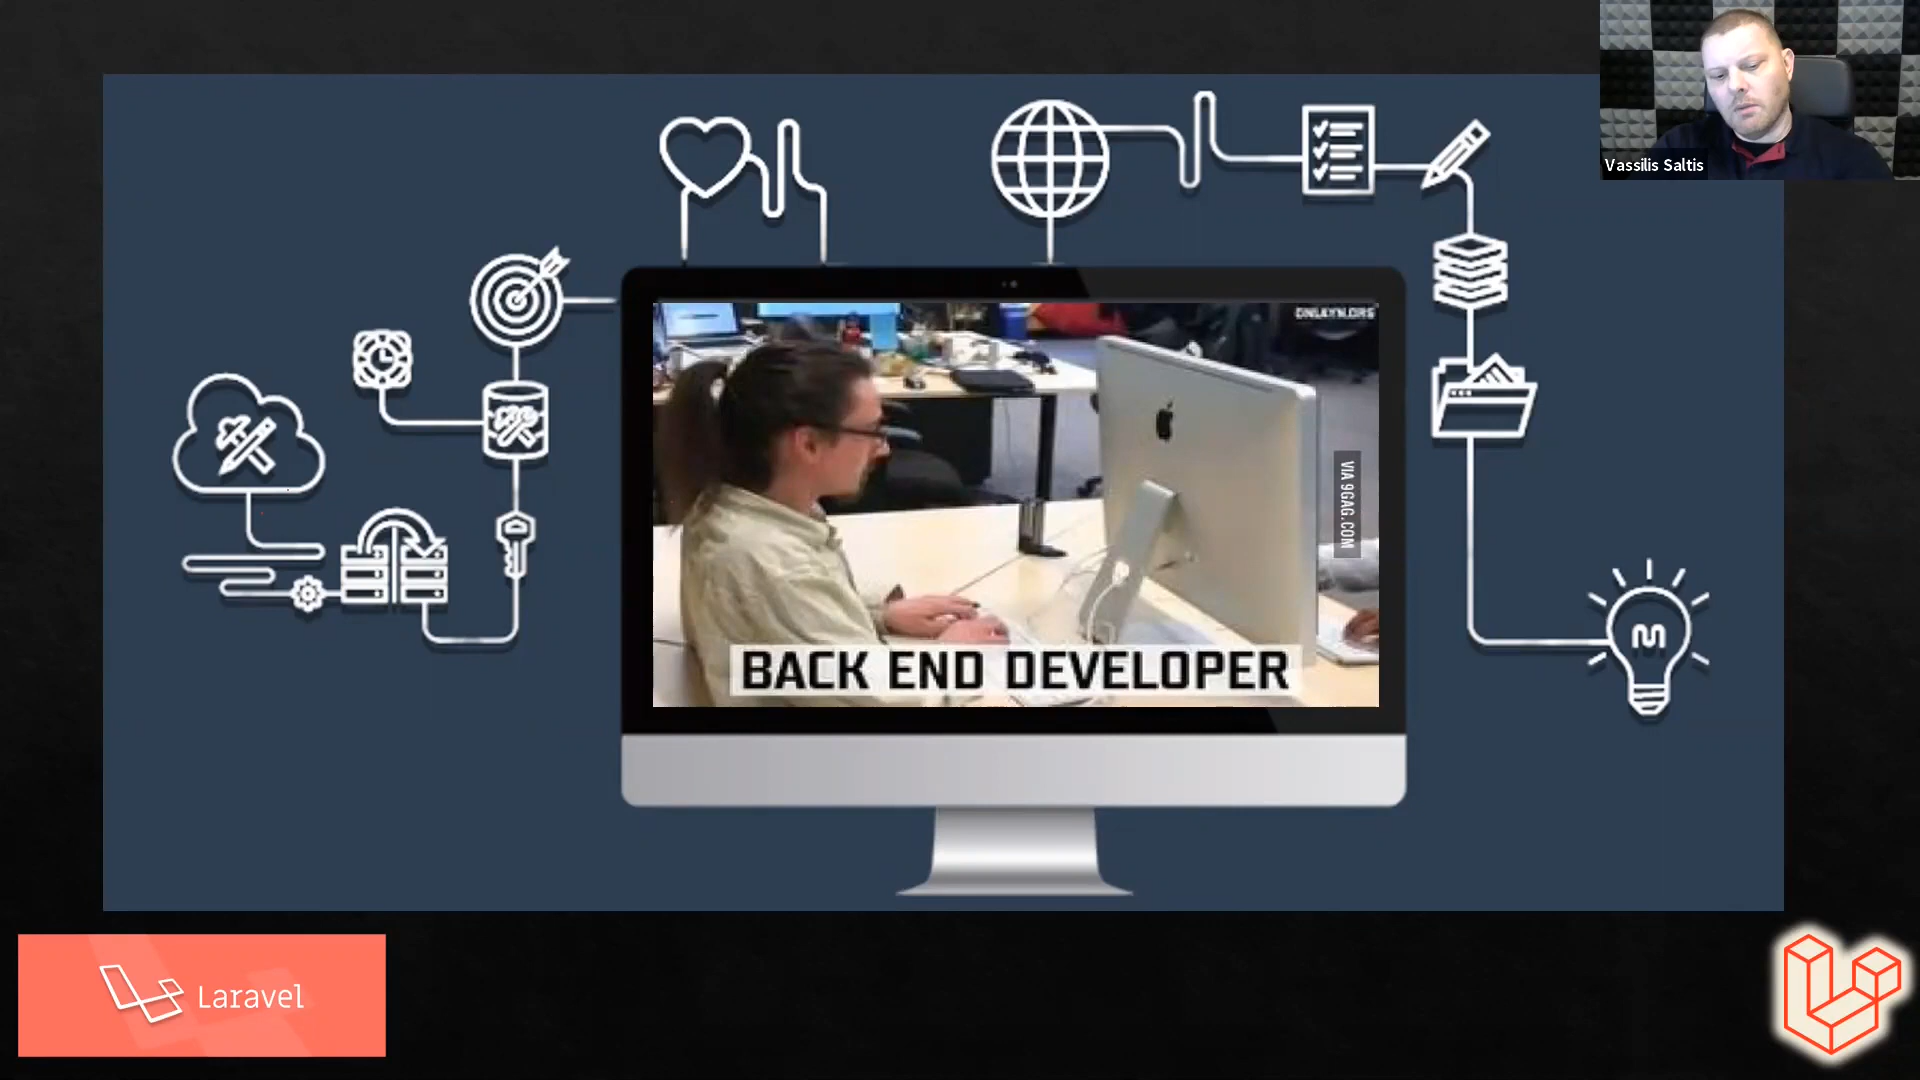 Vassilis Saltis
ONLAYN.ORG
VIA 9GAG.COM
BACK END DEVELOPER
Laravel